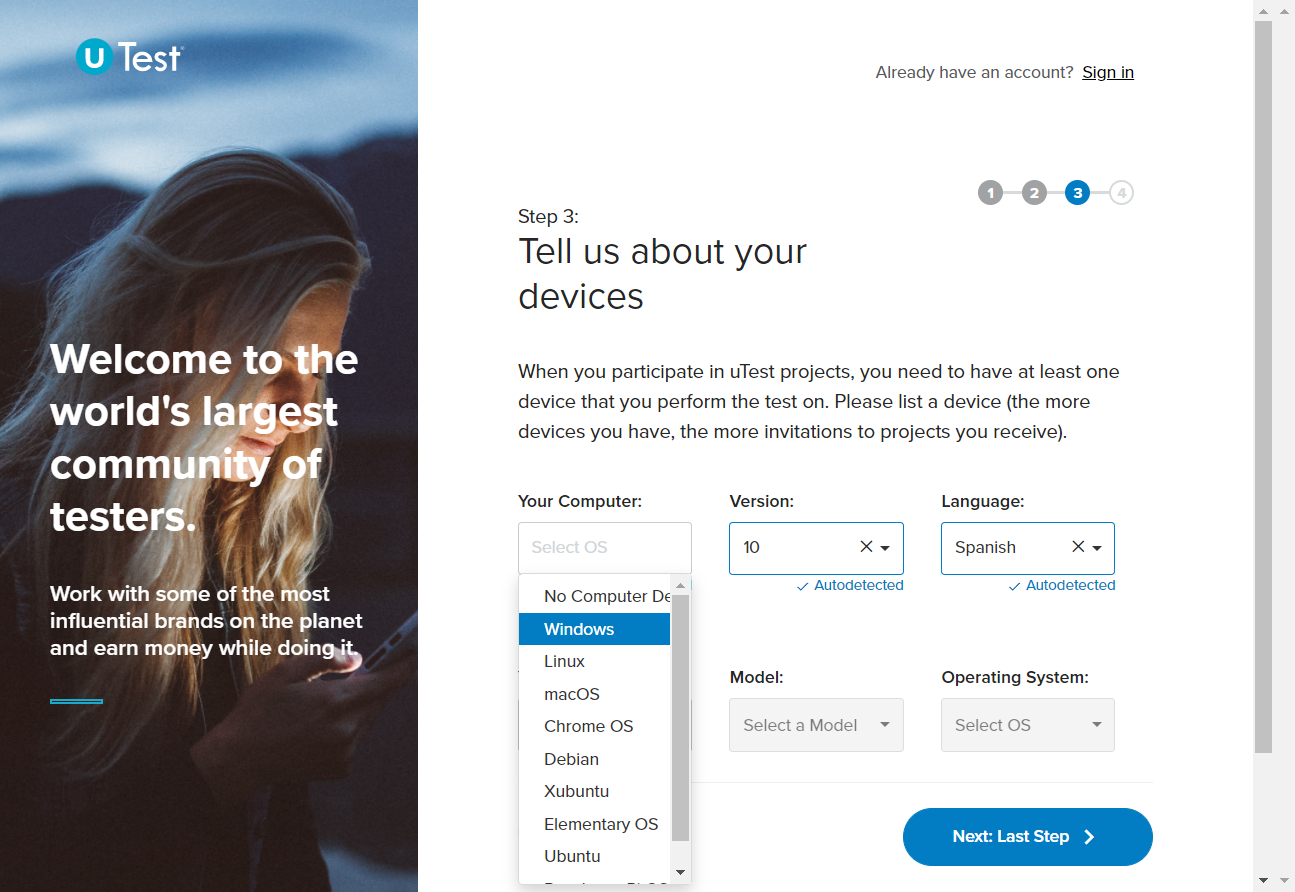 U Test
Already have an account? Sign in
1 2 3 4
Step 3:
Tell us about your
devices
Welcome to the
world's largest
community of
testers.
Work with some of the most
influential brands on the planet
and earn money while doing it.
When you participate in uTest projects, you need to have at least one
device that you perform the test on. Please list a device (the more
devices you have, the more invitations to projects you receive).
Your Computer: Version: Language:
Select OS 10 Spanish
Autodetected Autodetected
No Computer De
Windows
Linux
macOS
Chrome OS
Debian
Xubuntu
Elementary OS
Ubuntu
Model: Operating System:
Select a Model Select OS
Next: Last Step